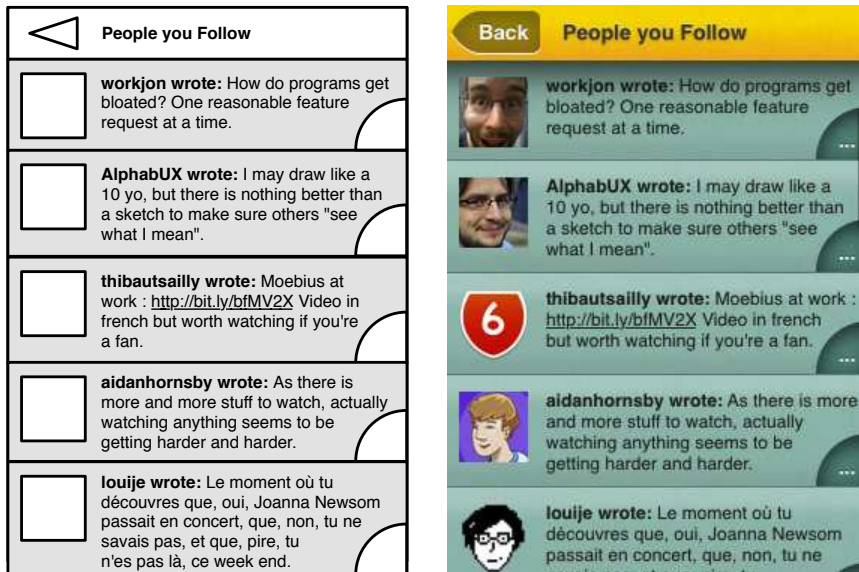 People you Follow
workjon wrote: How do programs get
bloated? One reasonable feature
request at a time.
AlphabUX wrote: I may draw like a
10 yo, but there is nothing better than
a sketch to make sure others "see
what I mean".
thibautsailly wrote: Moebius at
work : http://bit.ly/bfMV2X Video in
french but worth watching if you're
a fan.
aidanhornsby wrote: As there is
more and more stuff to watch, actually
watching anything seems to be
getting harder and harder.
louije wrote: Le moment où tu
découvres que, oui, Joanna Newsom
passait en concert, que, non, tu ne
savais pas, et que, pire, tu
n'es pas là, ce week end.
Back
People you Follow
workjon wrote: How do programs get
bloated? One reasonable feature
request at a time.
...
AlphabUX wrote: I may draw like a
10 yo, but there is nothing better than
a sketch to make sure others "see
what I mean".
...
6
thibautsailly wrote: Moebius at work :
http://bit.ly/bfMV2X Video in french
but worth watching if you're a fan.
...
aidanhornsby wrote: As there is more
and more stuff to watch, actually
watching anything seems to be
getting harder and harder.
...
louije wrote: Le moment où tu
découvres que, oui, Joanna Newsom
passait en concert, que, non, tu ne